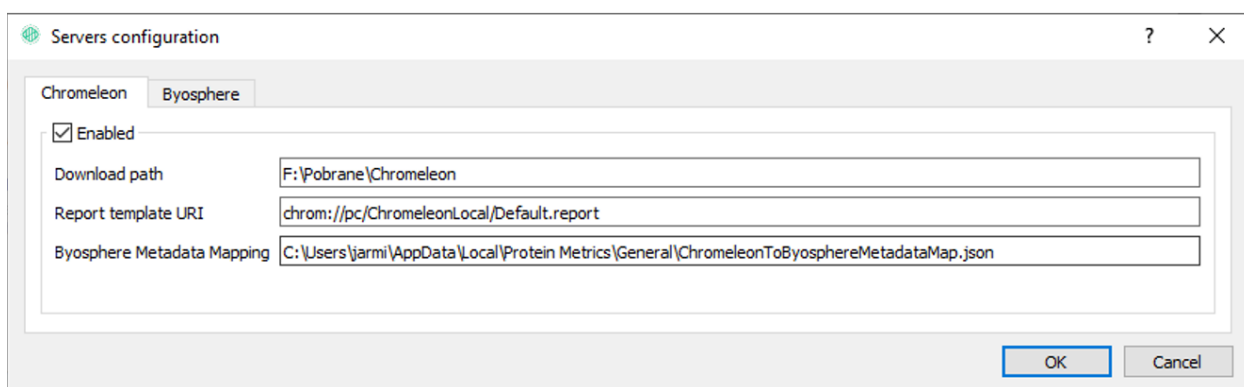 Servers configuration ? ✕
Chromeleon Byosphere
Enabled
Download path F:\Pobrane\Chromeleon
Report template URI chrom://pc/ChromeleonLocal/Default.report
Byosphere Metadata Mapping C:\Users\jarmi\AppData\Local\Protein Metrics\General\ChromeleonToByosphereMetadataMap.json
OK Cancel